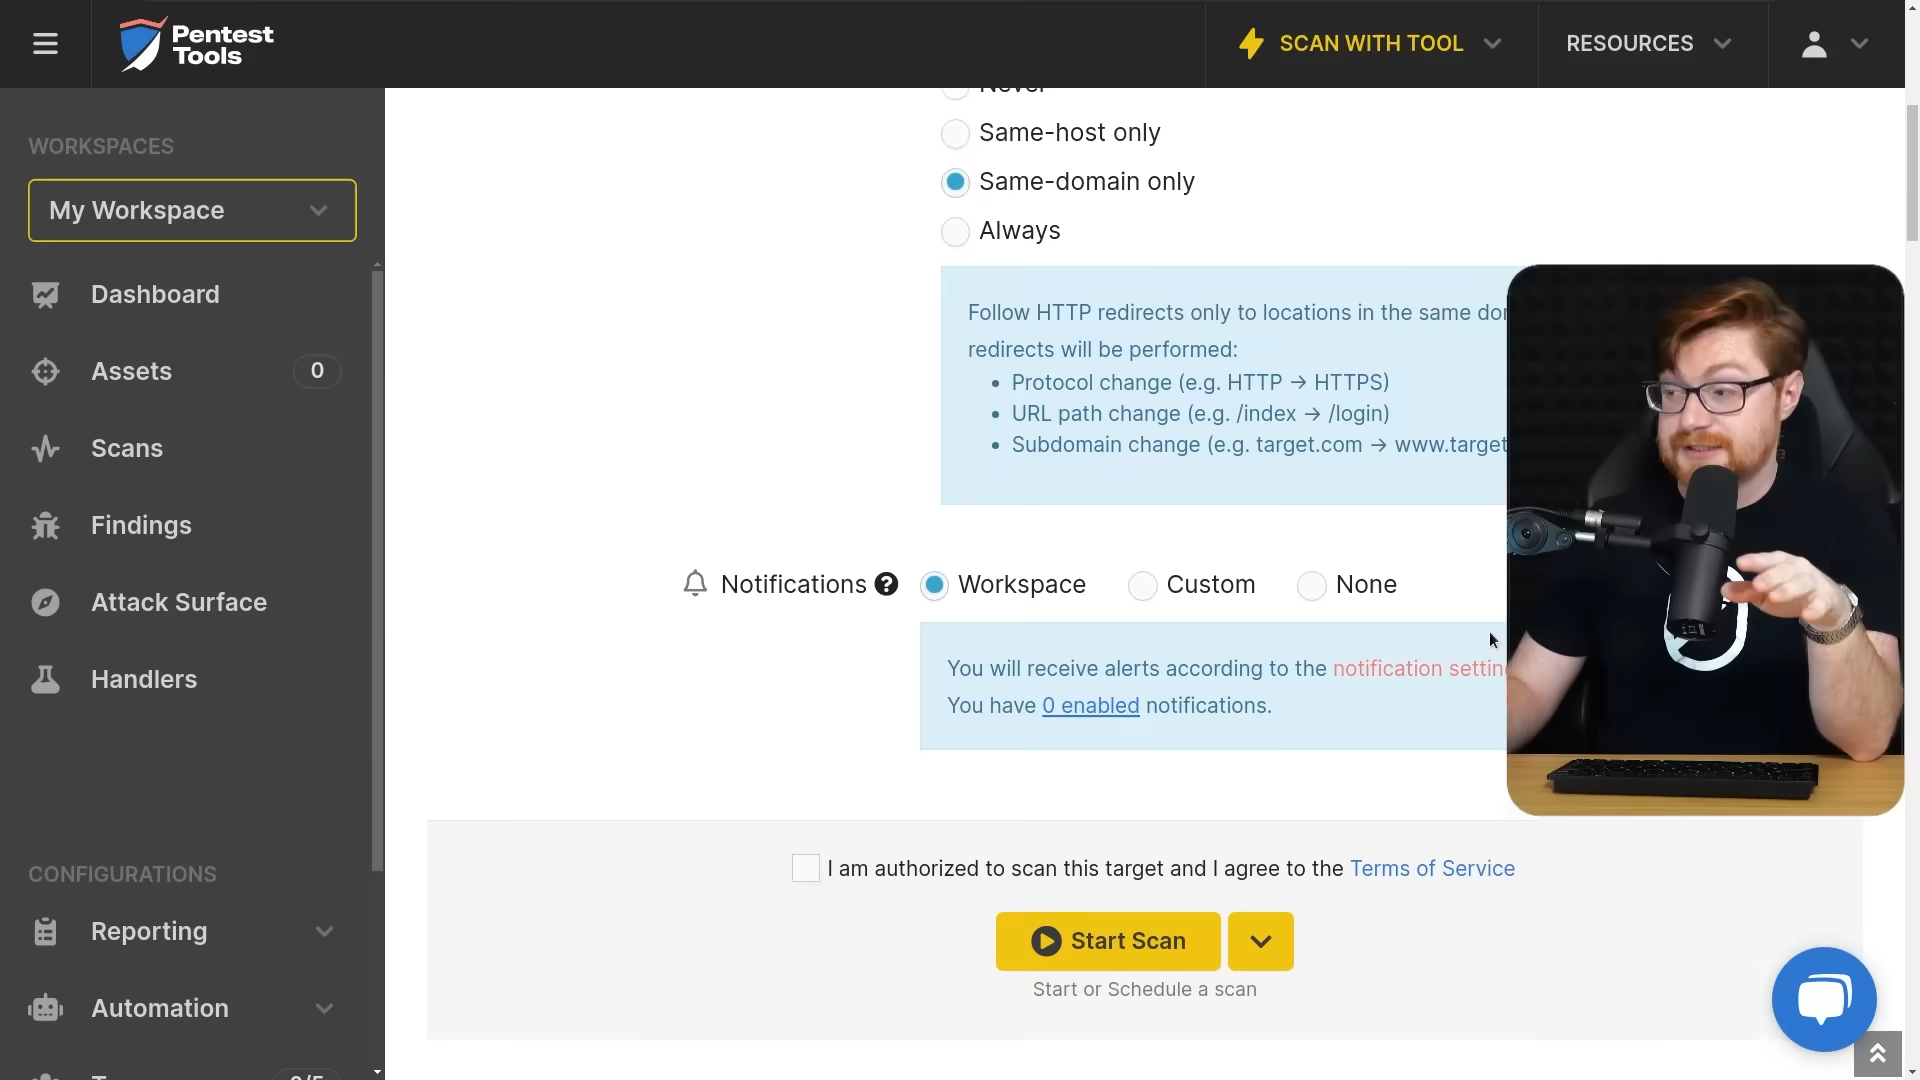 Pentest
Tools
SCAN WITH TOOL
RESOURCES
WORKSPACES
My Workspace
Dashboard
Assets
0
Scans
Findings
Attack Surface
Handlers
CONFIGURATIONS
Reporting
Automation
Never
Same-host only
Same-domain only
Always
Follow HTTP redirects only to locations in the same
redirects will be performed:
• Protocol change (e.g. HTTP → HTTPS)
• URL path change (e.g. /index → /login)
• Subdomain change (e.g. target.com → www.target
Notifications ? Workspace Custom None
You will receive alerts according to the notification
You have 0 enabled notifications.
I am authorized to scan this target and I agree to the Terms of Service
Start Scan
Start or Schedule a scan